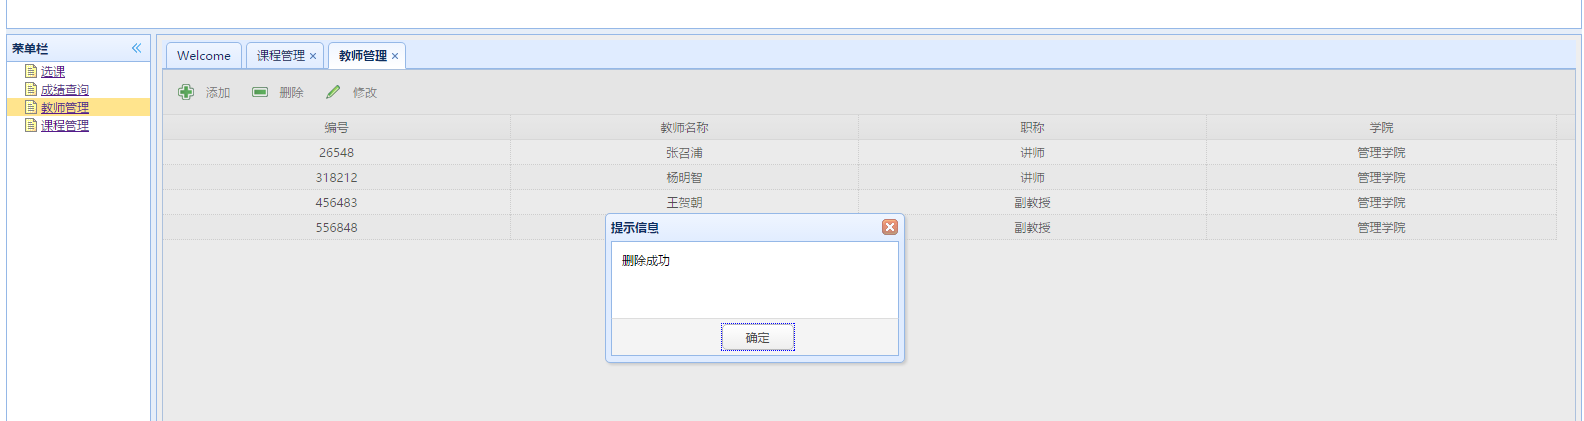 菜单栏
选课
成绩查询
教师管理
课程管理
Welcome 课程管理 教师管理
添加 删除 修改
编号 教师名称 职称 学院
26548 张召浦 讲师 管理学院
318212 杨明智 讲师 管理学院
456483 王贺朝 副教授 管理学院
556848 副教授 管理学院
提示信息
删除成功
确定